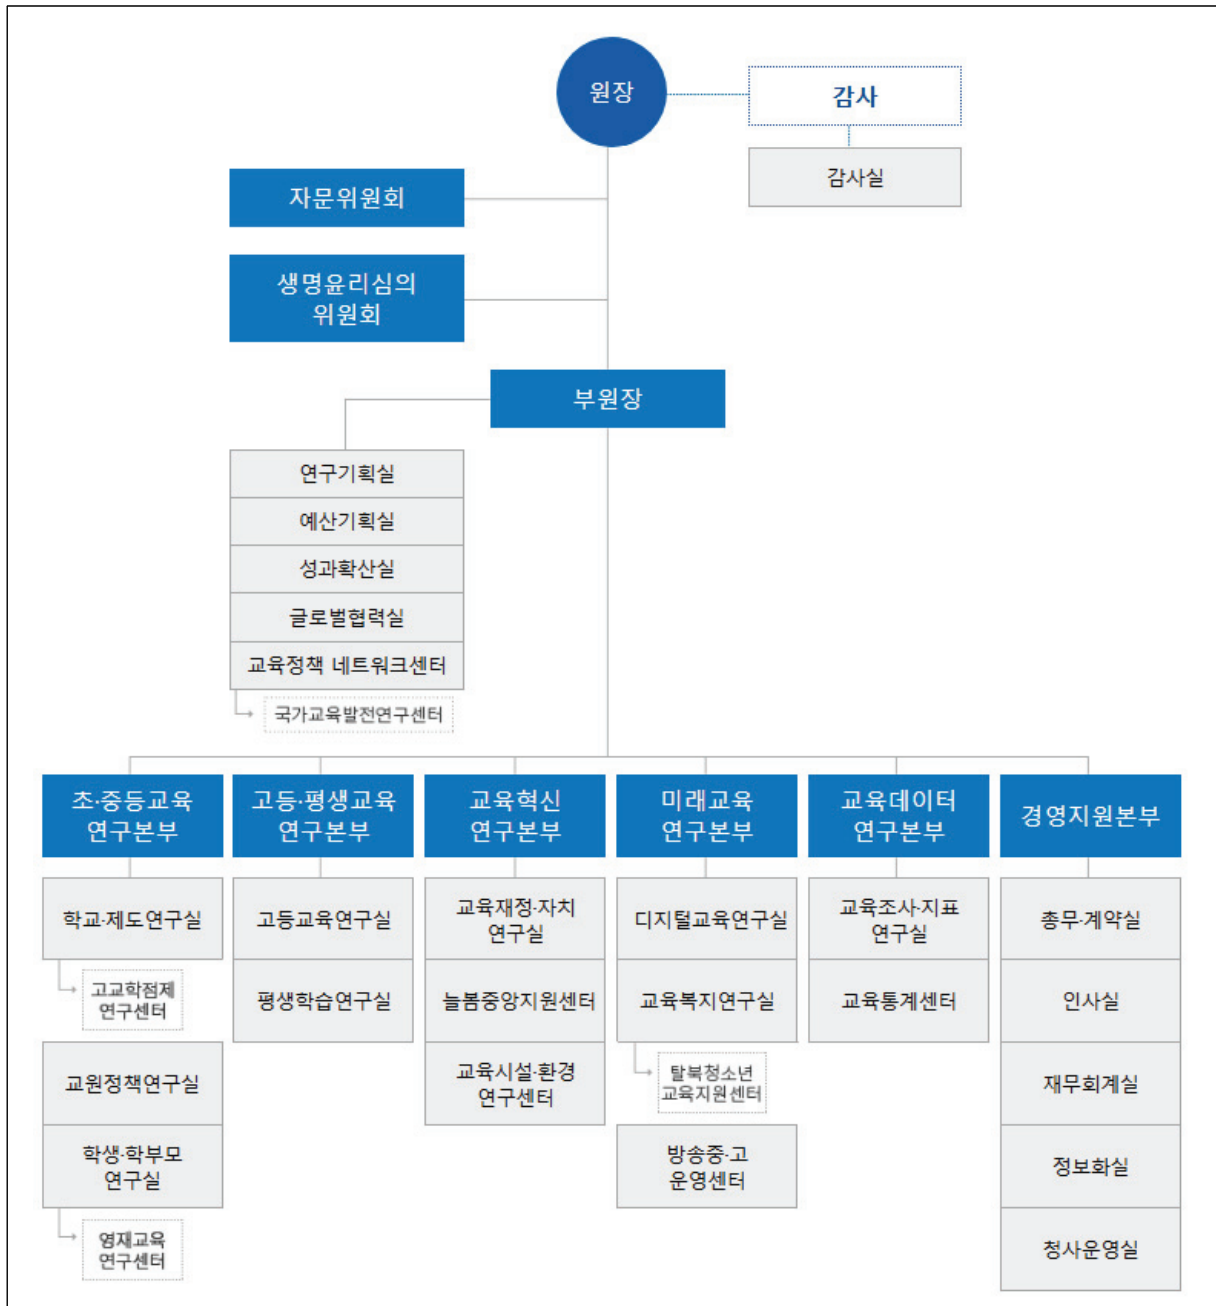 원장
감사
감사실
자문위원회
생명윤리심의
위원회
부원장
연구기획실
예산기획실
성과확산실
글로벌협력실
교육정책 네트워크센터
국가교육발전연구센터
초·중등교육
연구본부
학교·제도연구실
고교학점제
연구센터
교원정책연구실
학생·학부모
연구실
영재교육
연구센터
고등·평생교육
연구본부
고등교육연구실
평생학습연구실
교육혁신
연구본부
교육재정·자치
연구실
늘봄중앙지원센터
교육시설·환경
연구센터
미래교육
연구본부
디지털교육연구실
교육복지연구실
탈북청소년
교육지원센터
방송중·고
운영센터
교육데이터
연구본부
교육조사·지표
연구실
교육통계센터
경영지원본부
총무·계약실
인사실
재무회계실
정보화실
청사운영실